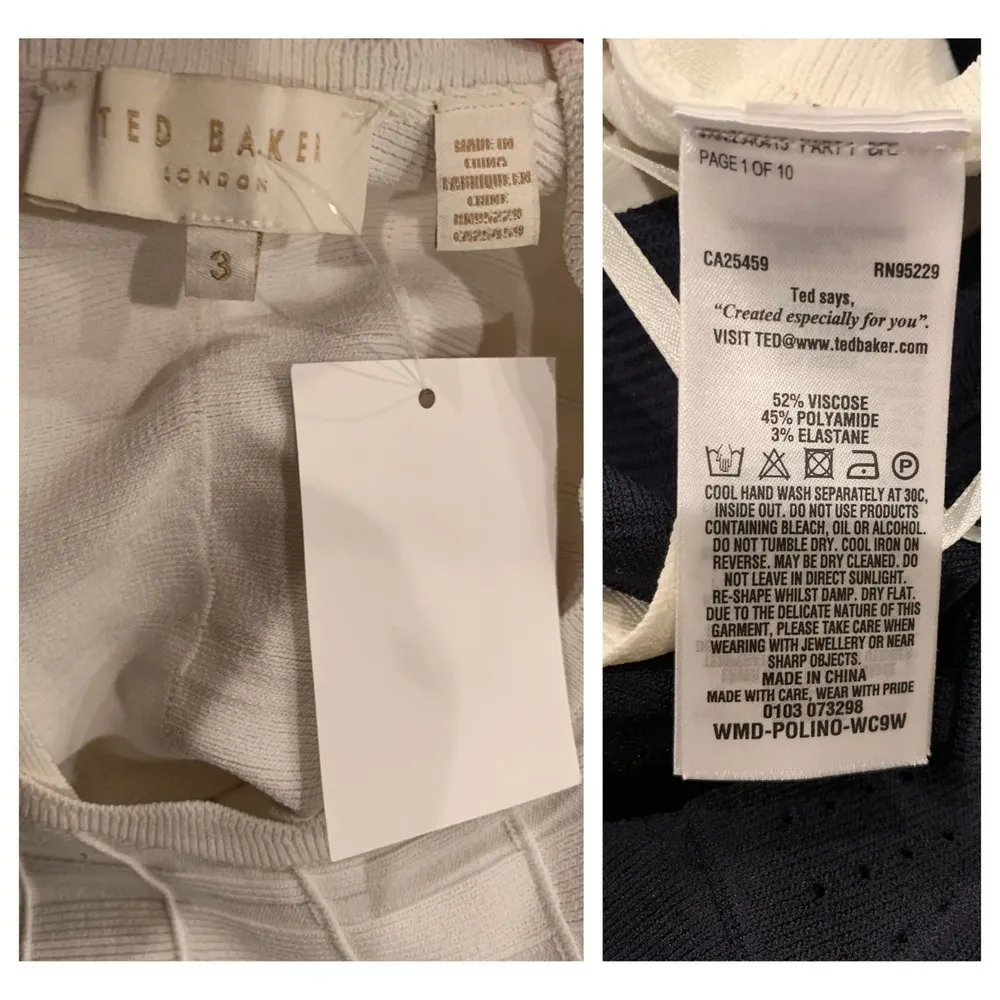 TED BAKER
LONDON
3
MADE IN
CHINA
FABRIQUE EN
CHINE
RN95229
CA25459
PART 1
PAGE 1 OF 10
CA25459 RN95229
Ted says,
“Created especially for you”.
VISIT TED@www.tedbaker.com
52% VISCOSE
45% POLYAMIDE
3% ELASTANE
P
COOL HAND WASH SEPARATELY AT 30C,
INSIDE OUT. DO NOT USE PRODUCTS
CONTAINING BLEACH, OIL OR ALCOHOL.
DO NOT TUMBLE DRY. COOL IRON ON
REVERSE. MAY BE DRY CLEANED. DO
NOT LEAVE IN DIRECT SUNLIGHT.
RE-SHAPE WHILST DAMP. DRY FLAT.
DUE TO THE DELICATE NATURE OF THIS
GARMENT, PLEASE TAKE CARE WHEN
WEARING WITH JEWELLERY OR NEAR
SHARP OBJECTS.
MADE IN CHINA
MADE WITH CARE, WEAR WITH PRIDE
0103 073298
WMD-POLINO-WC9W